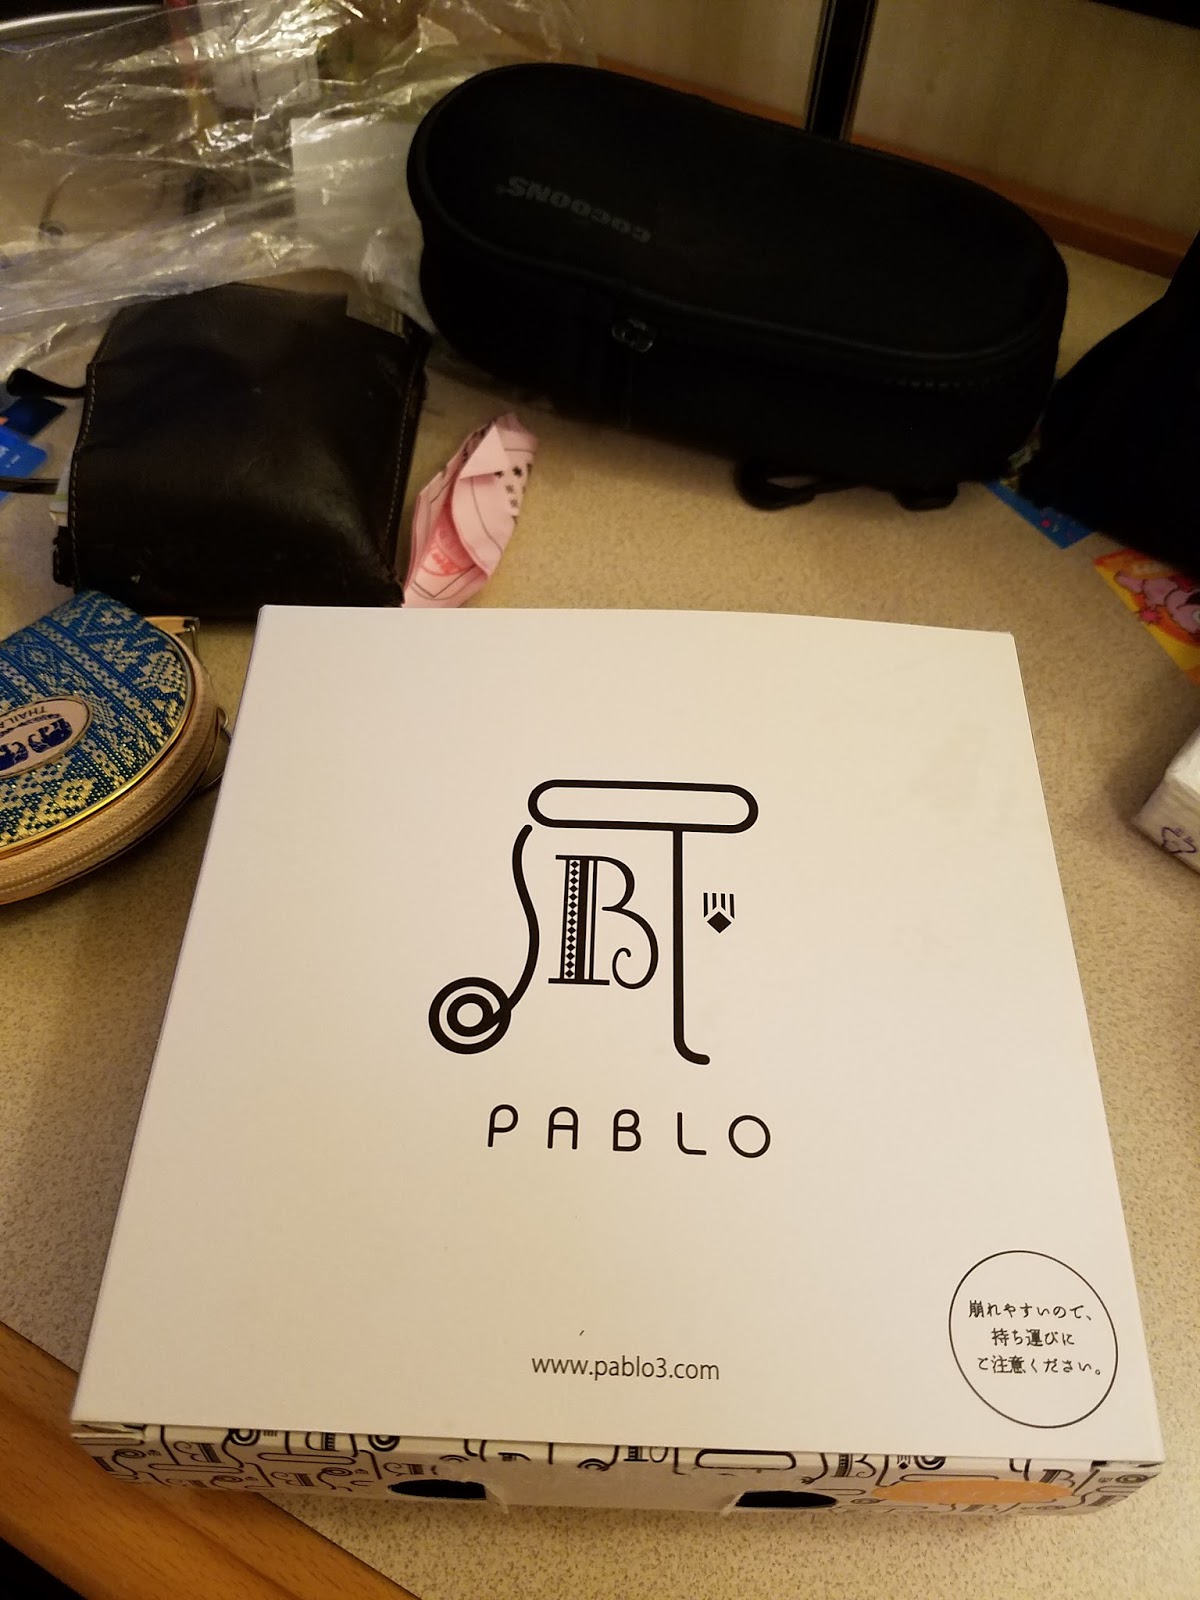 COCOONS
THAILA
B
PABLO
崩れやすいので、
持ち運びに
ご注意ください。
www.pablo3.com